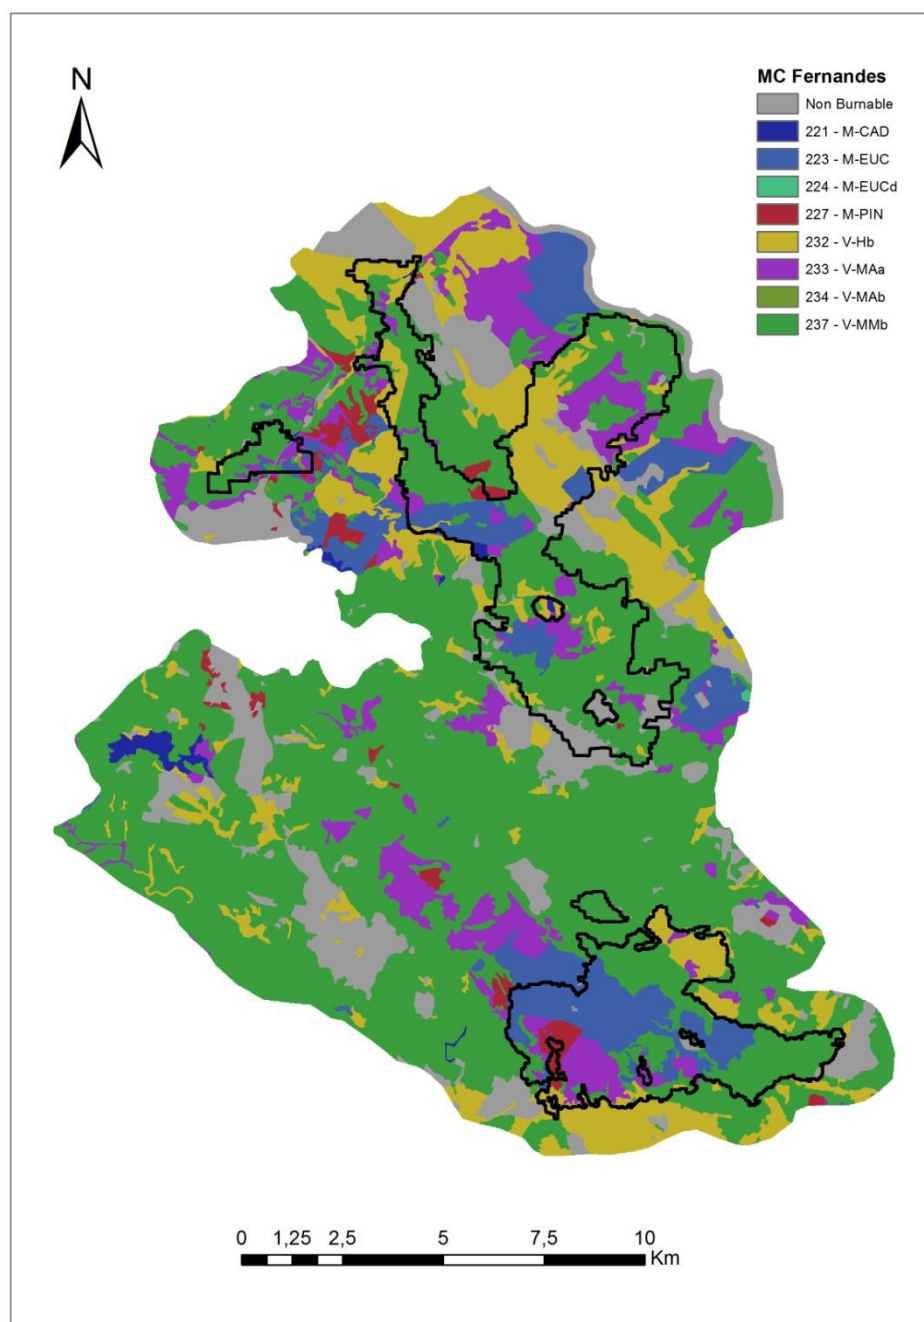 N
MC Fernandes
Non Burnable
221 - M-CAD
223 - M-EUC
224 - M-EUCd
227 - M-PIN
232 - V-Hb
233 - V-MAa
234 - V-MAb
237 - V-MMb
0 1,25 2,5 5 7,5 10
Km